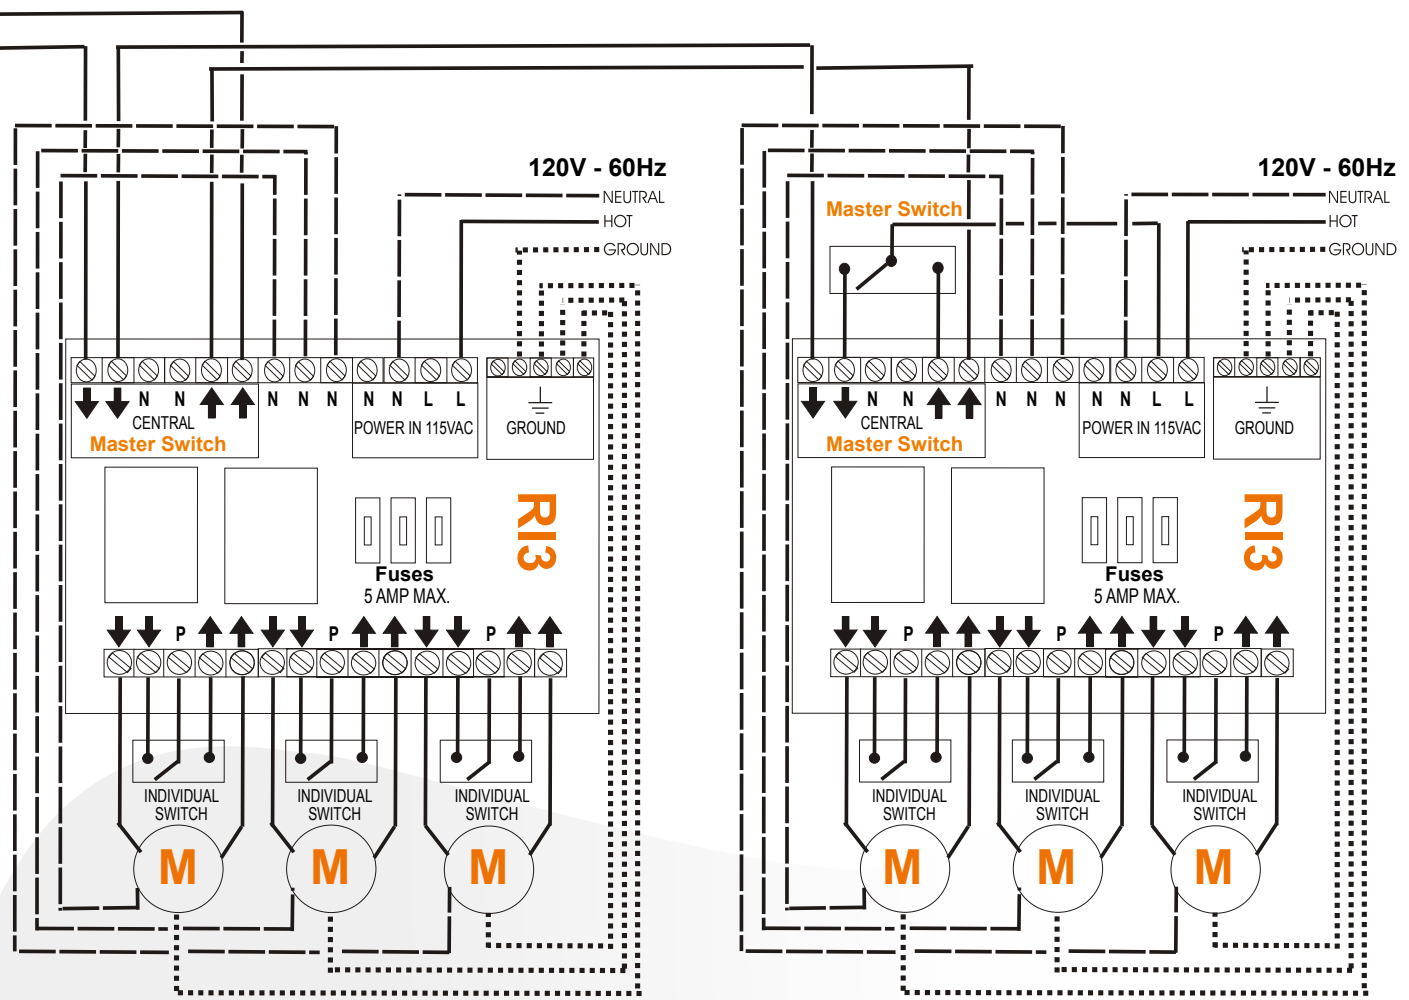 120V - 60Hz
NEUTRAL
HOT
GROUND
N N N N N N N L L
CENTRAL
Master Switch
POWER IN 115VAC
GROUND
RI3
Fuses
5 AMP MAX.
P P P
INDIVIDUAL
SWITCH
INDIVIDUAL
SWITCH
INDIVIDUAL
SWITCH
M M M
120V - 60Hz
NEUTRAL
HOT
GROUND
Master Switch
N N N N N N N L L
CENTRAL
Master Switch
POWER IN 115VAC
GROUND
RI3
Fuses
5 AMP MAX.
P P P
INDIVIDUAL
SWITCH
INDIVIDUAL
SWITCH
INDIVIDUAL
SWITCH
M M M